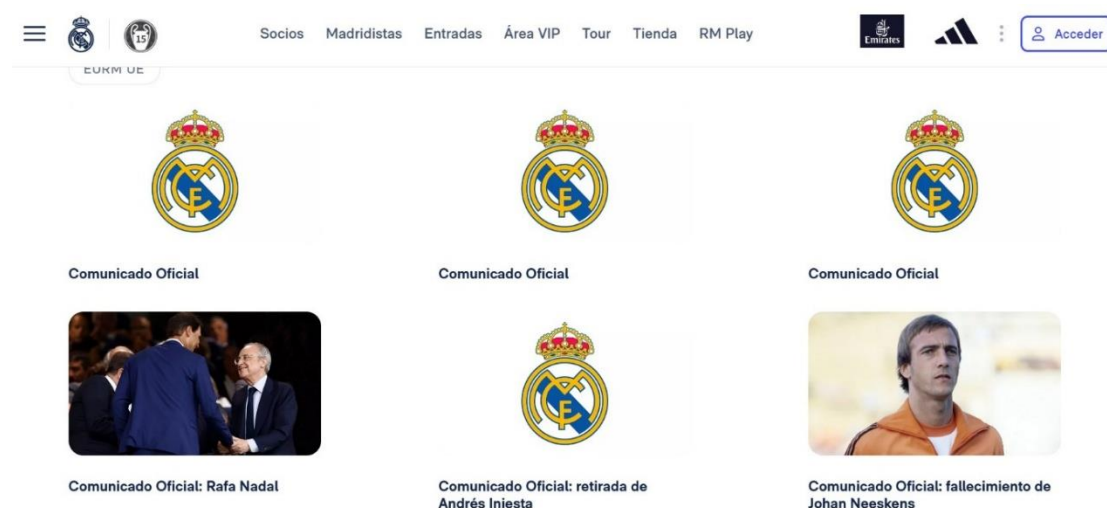 15
Socios Madridistas Entradas Área VIP Tour Tienda RM Play
Emirates
Acceder
EURM UE
Comunicado Oficial
Comunicado Oficial
Comunicado Oficial
Comunicado Oficial: Rafa Nadal
Comunicado Oficial: retirada de
Andrés Iniesta
Comunicado Oficial: fallecimiento de
Johan Neeskens